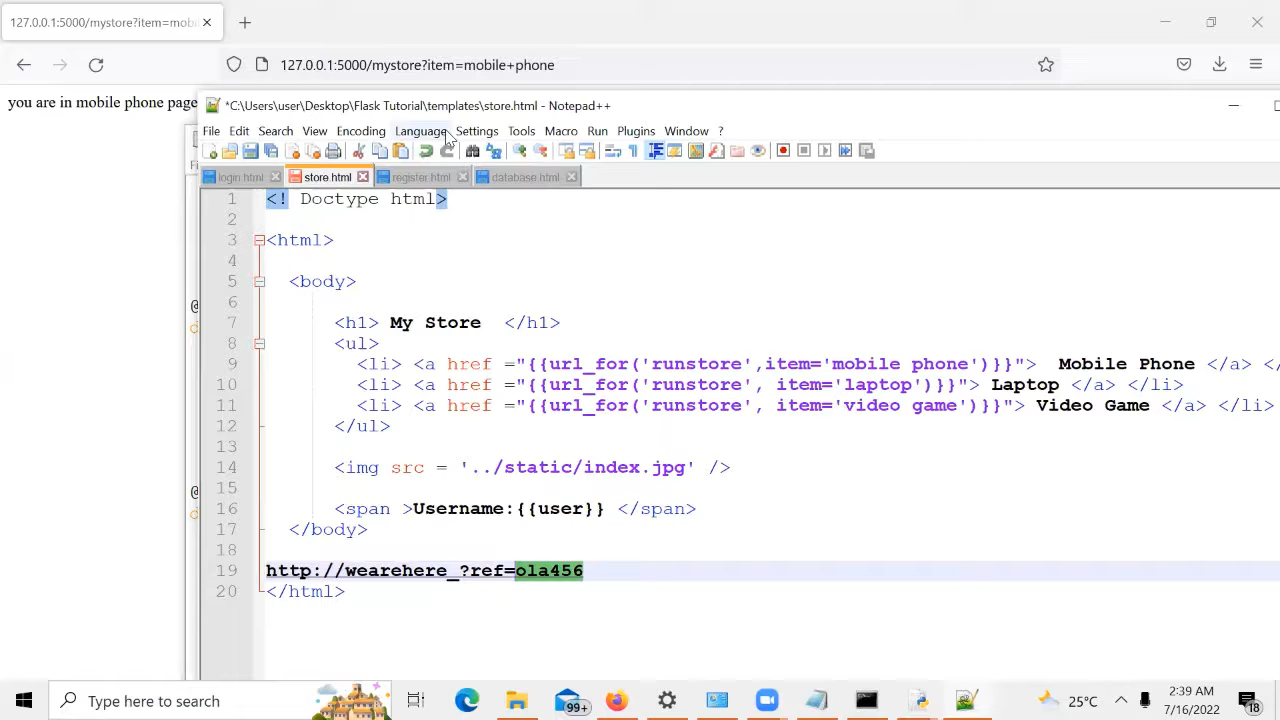 127.0.0.1:5000/mystore?item=mobi
127.0.0.1:5000/mystore?item=mobile+phone
you are in mobile phone page
*C:\Users\user\Desktop\Flask Tutorial\templates\store.html - Notepad++
File Edit Search View Encoding Language Settings Tools Macro Run Plugins Window ?
login.html store.html register.html database.html
1 <! Doctype html>
2
3 <html>
4
5 <body>
6
7 <h1> My Store </h1>
8 <ul>
9 <li> <a href ="{{url_for('runstore',item='mobile phone')}}"> Mobile Phone </a> <
10 <li> <a href ="{{url_for('runstore', item='laptop')}}"> Laptop </a> </li>
11 <li> <a href ="{{url_for('runstore', item='video game')}}"> Video Game </a> </li>
12 </ul>
13
14 <img src = '../static/index.jpg' />
15
16 <span >Username:{{user}} </span>
17 </body>
18
19 http://wearehere_?ref=ola456
20 </html>
@
@
Type here to search
99+
25°C
2:39 AM
7/16/2022
18